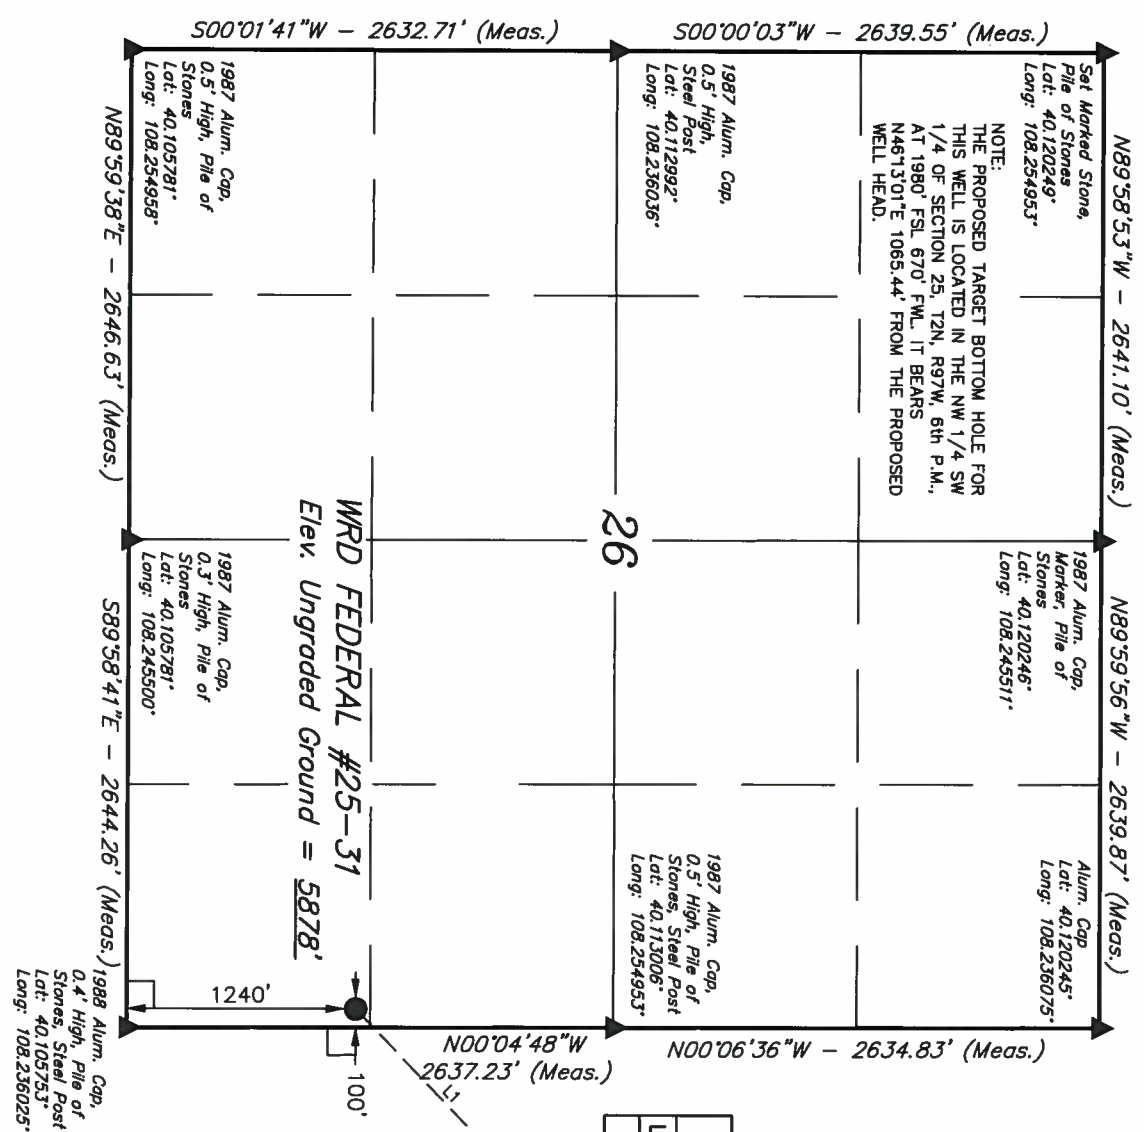 S00°01'41"W - 2632.71' (Meas.)
S00°00'03"W - 2639.55' (Meas.)
N89°58'53"W - 2641.10' (Meas.)
N89°59'56"W - 2639.87' (Meas.)
Set Marked Stone,
Pile of Stones
Lat: 40.120249°
Long: 108.254953°
NOTE:
THE PROPOSED TARGET BOTTOM HOLE FOR
THIS WELL IS LOCATED IN THE NW 1/4 SW
1/4 OF SECTION 25, T2N, R97W, 6th P.M.,
AT 1980' FSL 670' FWL. IT BEARS
N46°13'01"E 1065.44' FROM THE PROPOSED
WELL HEAD.
1987 Alum. Cap,
0.5' High,
Steel Post
Lat: 40.112992°
Long: 108.236036°
1987 Alum. Cap,
0.5' High, Pile of
Stones
Lat: 40.105781°
Long: 108.254958°
N89°59'38"E - 2646.63' (Meas.)
26
1987 Alum. Cap,
Marker, Pile of
Stones
Lat: 40.120246°
Long: 108.245511°
WRD FEDERAL #25-31
Elev. Ungraded Ground = 5878'
1987 Alum. Cap,
0.3' High, Pile of
Stones
Lat: 40.105781°
Long: 108.245500°
S89°58'41"E - 2644.26' (Meas.)
Alum. Cap
Lat: 40.120245°
Long: 108.236075°
1987 Alum. Cap,
0.5' High, Pile of
Stones, Steel Post
Lat: 40.113006°
Long: 108.254953°
1240'
100'
N00°04'48"W
2637.23' (Meas.)
N00°06'36"W - 2634.83' (Meas.)
L1
1988 Alum. Cap,
0.4' High, Pile of
Stones, Steel Post
Lat: 40.105753°
Long: 108.236025°